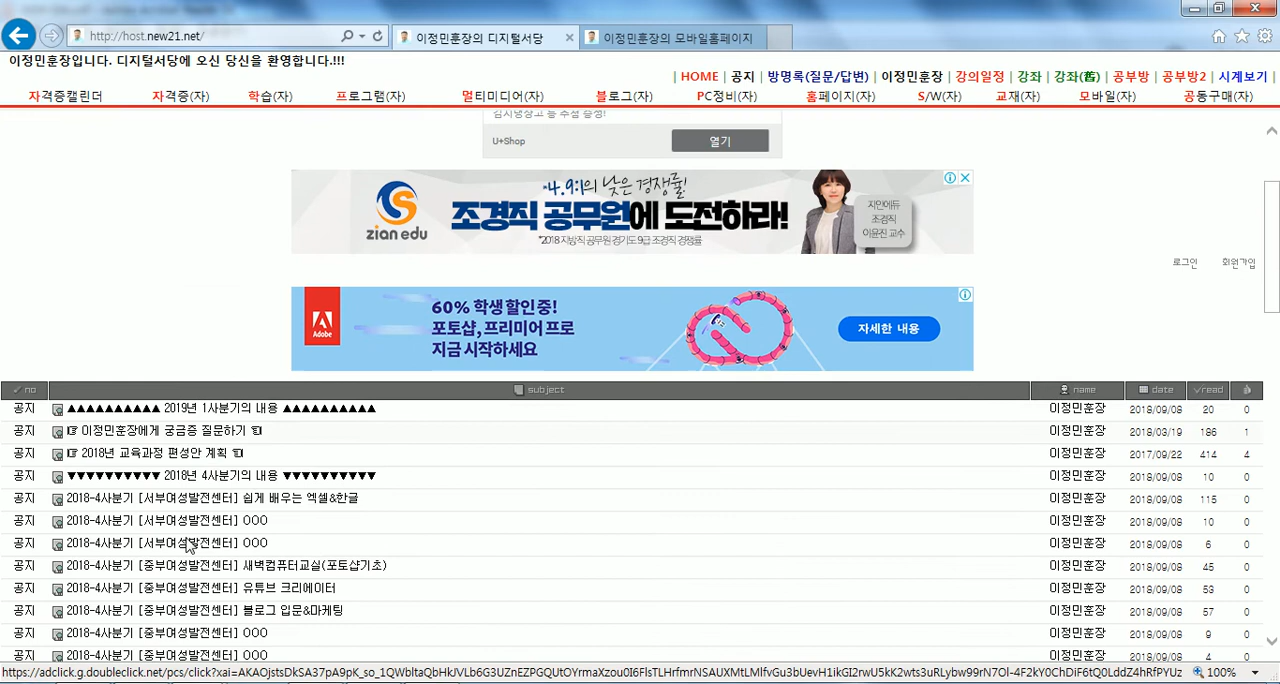 http://host.new21.net/
이정민훈장의 디지털서당
이정민훈장의 모바일홈페이지
이정민훈장입니다. 디지털서당에 오신 당신을 환영합니다.!!!
| HOME | 공지 | 방명록(질문/답변) | 이정민훈장 | 강의일정 | 강좌 | 강좌(舊) | 공부방 | 공부방2 | 시계보기 |
자격증캘린더 자격증(자) 학습(자) 프로그램(자) 멀티미디어(자) 블로그(자) PC정비(자) 홈페이지(자) S/W(자) 교재(자) 모바일(자) 공동구매(자)
김치냉장고 등 추첨 증정!
U+Shop 열기
4.9:1의 낮은 경쟁률!
조경직 공무원에 도전하라!
*2018 지방직 공무원 경기도 9급 조경직 경쟁률
zian edu
지안에듀
조경직
이윤진 교수
로그인 회원가입
60% 학생 할인 중!
포토샵, 프리미어 프로
지금 시작하세요
Adobe
자세한 내용
no subject name date read
공지 ▲▲▲▲▲▲▲▲▲▲ 2019년 1사분기의 내용 ▲▲▲▲▲▲▲▲▲▲ 이정민훈장 2018/09/08 20 0
공지 ☞ 이정민훈장에게 궁금증 질문하기 ☜ 이정민훈장 2018/03/19 186 1
공지 ☞ 2018년 교육과정 편성안 계획 ☜ 이정민훈장 2017/09/22 414 4
공지 ▼▼▼▼▼▼▼▼▼▼ 2018년 4사분기의 내용 ▼▼▼▼▼▼▼▼▼▼ 이정민훈장 2018/09/08 10 0
공지 2018-4사분기 [서부여성발전센터] 쉽게 배우는 엑셀&한글 이정민훈장 2018/09/08 115 0
공지 2018-4사분기 [서부여성발전센터] OOO 이정민훈장 2018/09/08 10 0
공지 2018-4사분기 [서부여성발전센터] OOO 이정민훈장 2018/09/08 6 0
공지 2018-4사분기 [중부여성발전센터] 새벽컴퓨터교실(포토샵기초) 이정민훈장 2018/09/08 45 0
공지 2018-4사분기 [중부여성발전센터] 유튜브 크리에이터 이정민훈장 2018/09/08 53 0
공지 2018-4사분기 [중부여성발전센터] 블로그 입문&마케팅 이정민훈장 2018/09/08 57 0
공지 2018-4사분기 [중부여성발전센터] OOO 이정민훈장 2018/09/08 9 0
공지 2018-4사분기 [중부여성발전센터] OOO 이정민훈장 2018/09/08 4 0
100%